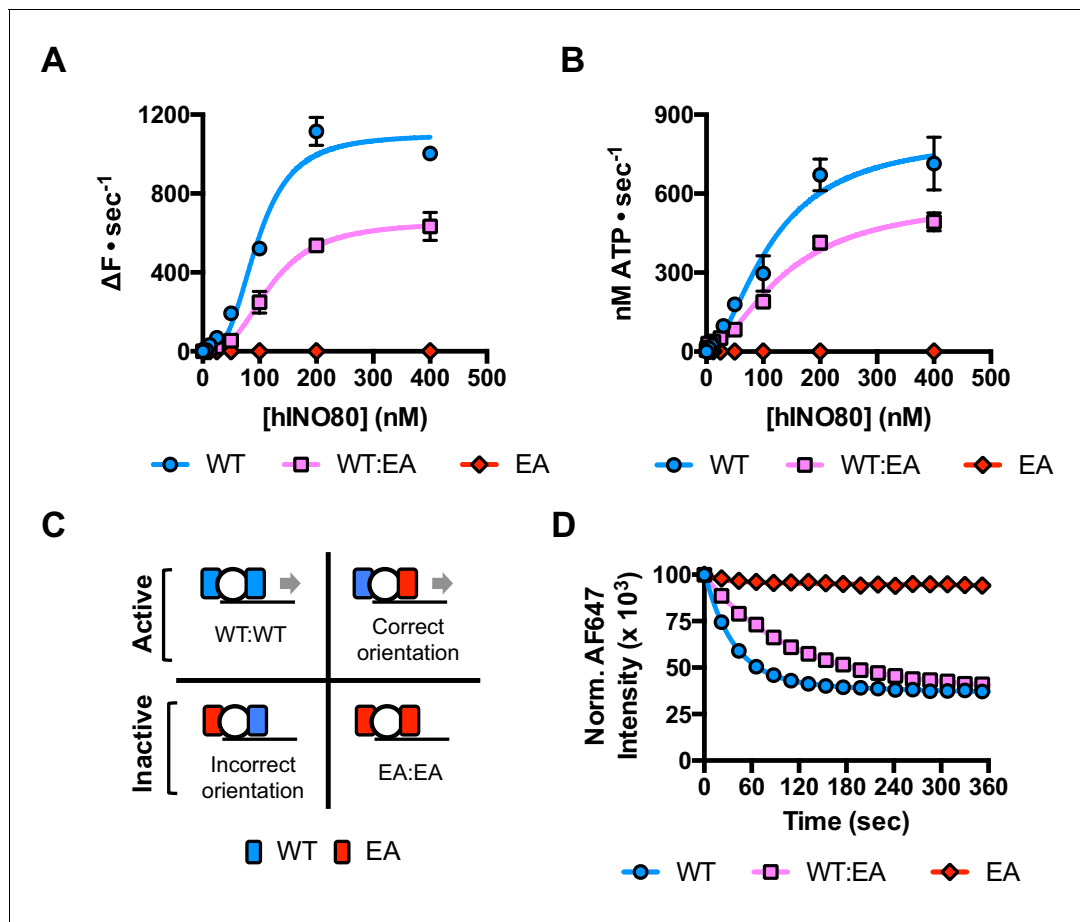 A
ΔF • sec⁻¹
1200
800
400
0
0 100 200 300 400 500
[hINO80] (nM)
WT WT:EA EA
B
nM ATP • sec⁻¹
900
600
300
0
0 100 200 300 400 500
[hINO80] (nM)
WT WT:EA EA
C
Active
WT:WT
Correct
orientation
Inactive
Incorrect
orientation
EA:EA
WT EA
D
Norm. AF647
Intensity (x 10³)
100
75
50
25
0
0 60 120 180 240 300 360
Time (sec)
WT WT:EA EA